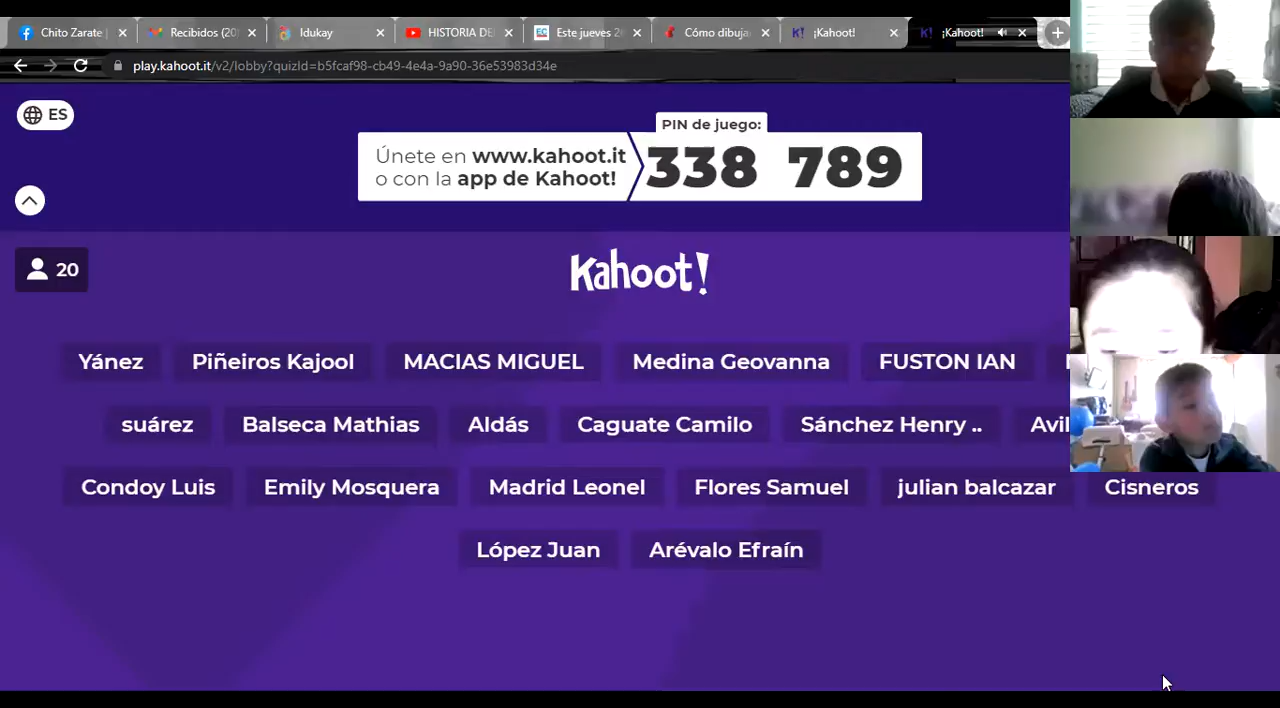 Chito Zarate
Recibidos (20
Idukay
HISTORIA DE
Este jueves 2
Cómo dibuja
¡Kahoot!
¡Kahoot!
play.kahoot.it/v2/lobby?quizId=b5fcaf98-cb49-4e4a-9a90-36e53983d34e
ES
PIN de juego:
Únete en www.kahoot.it
o con la app de Kahoot!
338 789
20
Kahoot!
Yánez Piñeiros Kajool MACIAS MIGUEL Medina Geovanna FUSTON IAN
suárez Balseca Mathias Aldás Caguate Camilo Sánchez Henry .. Avil
Condoy Luis Emily Mosquera Madrid Leonel Flores Samuel julian balcazar Cisneros
López Juan Arévalo Efraín